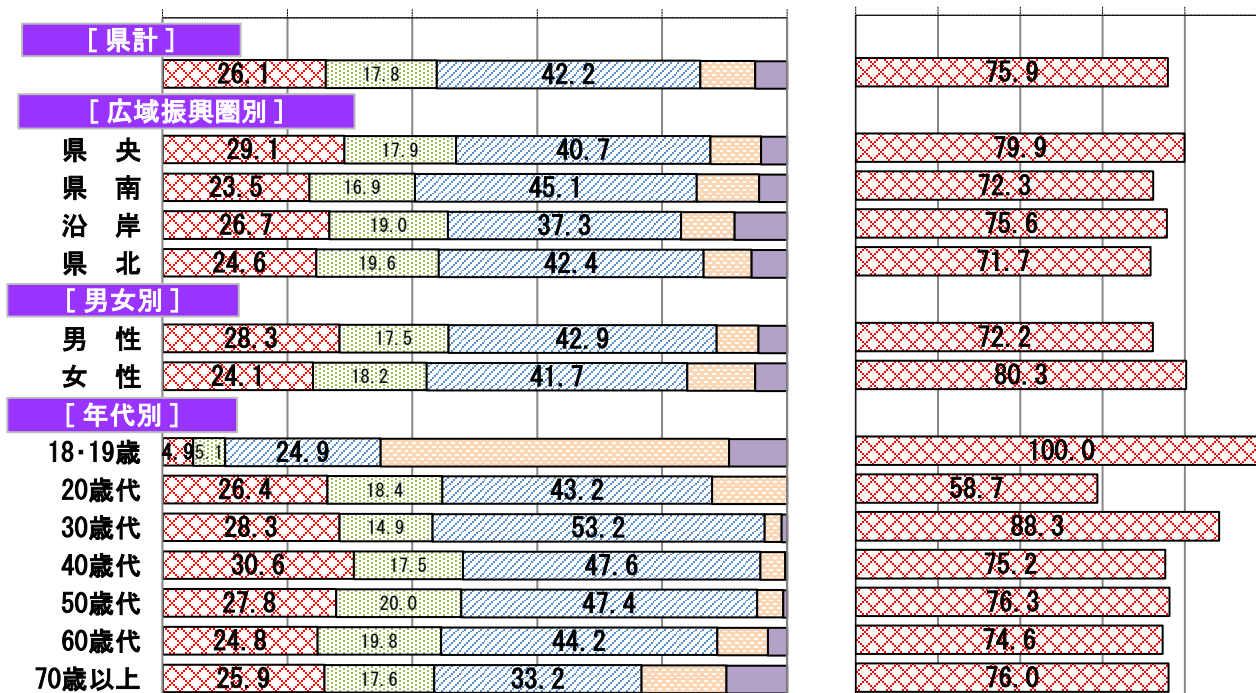 [ 県計 ]
26.1 17.8 42.2 75.9
[ 広域振興圏別 ]
県 央 29.1 17.9 40.7 79.9
県 南 23.5 16.9 45.1 72.3
沿 岸 26.7 19.0 37.3 75.6
県 北 24.6 19.6 42.4 71.7
[ 男女別 ]
男 性 28.3 17.5 42.9 72.2
女 性 24.1 18.2 41.7 80.3
[ 年代別 ]
18･19歳 4.9 5.1 24.9 100.0
20歳代 26.4 18.4 43.2 58.7
30歳代 28.3 14.9 53.2 88.3
40歳代 30.6 17.5 47.6 75.2
50歳代 27.8 20.0 47.4 76.3
60歳代 24.8 19.8 44.2 74.6
70歳以上 25.9 17.6 33.2 76.0